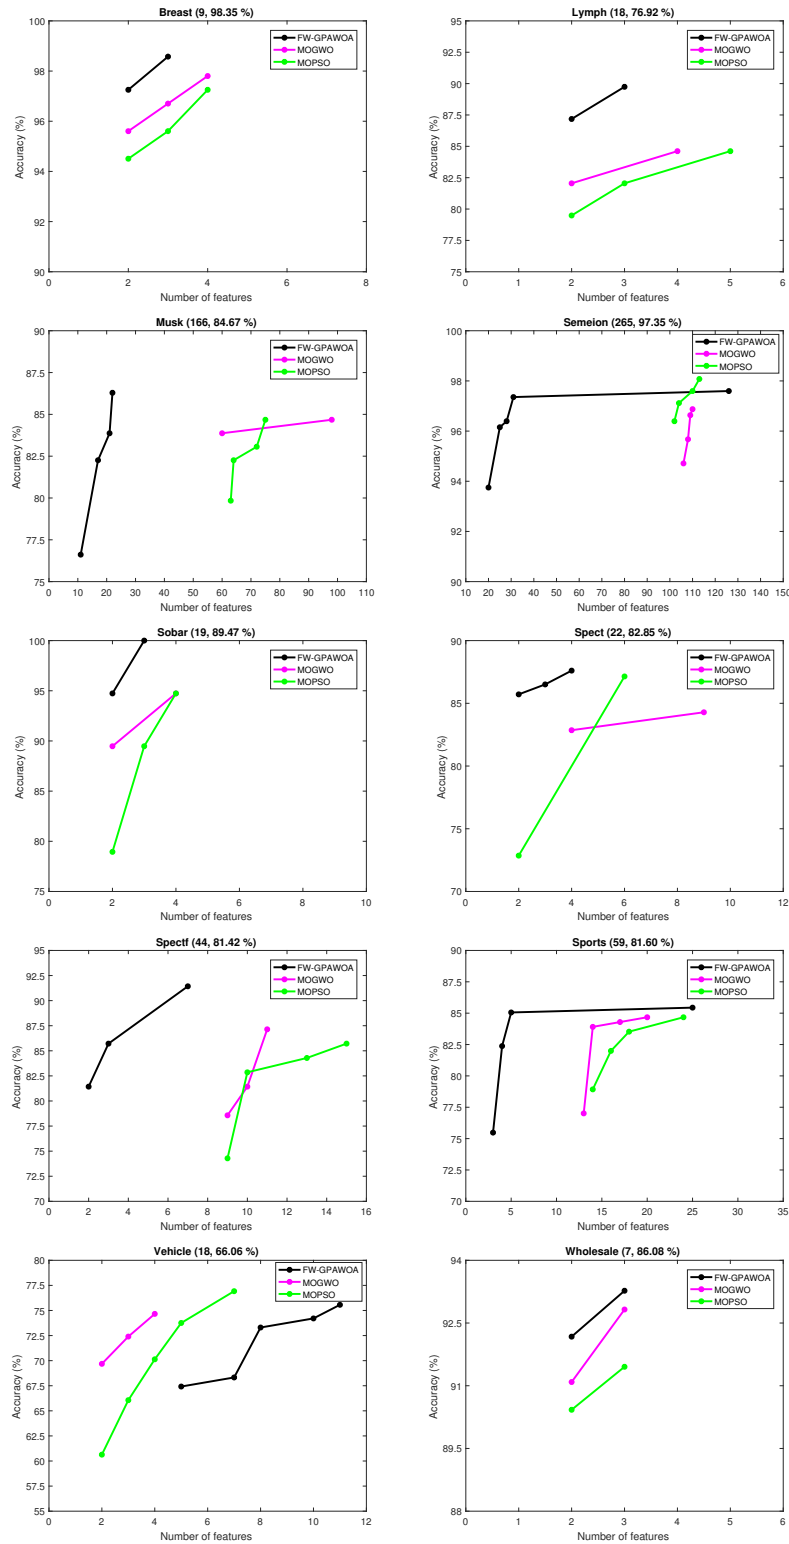 Breast (9, 98.35 %)
100
98
96
94
92
90
Accuracy (%)
0 2 4 6 8
Number of features
FW-GPAWOA
MOGWO
MOPSO
Lymph (18, 76.92 %)
95
92.5
90
87.5
85
82.5
80
77.5
75
Accuracy (%)
0 1 2 3 4 5 6
Number of features
FW-GPAWOA
MOGWO
MOPSO
Musk (166, 84.67 %)
90
87.5
85
82.5
80
77.5
75
Accuracy (%)
0 10 20 30 40 50 60 70 80 90 100 110
Number of features
FW-GPAWOA
MOGWO
MOPSO
Semeion (265, 97.35 %)
100
98
96
94
92
90
Accuracy (%)
10 20 30 40 50 60 70 80 90 100 110 120 130 140 150
Number of features
FW-GPAWOA
MOGWO
MOPSO
Sobar (19, 89.47 %)
100
95
90
85
80
75
Accuracy (%)
0 2 4 6 8 10
Number of features
FW-GPAWOA
MOGWO
MOPSO
Spect (22, 82.85 %)
90
85
80
75
70
Accuracy (%)
0 2 4 6 8 10 12
Number of features
FW-GPAWOA
MOGWO
MOPSO
Spectf (44, 81.42 %)
95
92.5
90
87.5
85
82.5
80
77.5
75
72.5
70
Accuracy (%)
0 2 4 6 8 10 12 14 16
Number of features
FW-GPAWOA
MOGWO
MOPSO
Sports (59, 81.60 %)
90
87.5
85
82.5
80
77.5
75
72.5
70
Accuracy (%)
0 5 10 15 20 25 30 35
Number of features
FW-GPAWOA
MOGWO
MOPSO
Vehicle (18, 66.06 %)
80
77.5
75
72.5
70
67.5
65
62.5
60
57.5
55
Accuracy (%)
0 2 4 6 8 10 12
Number of features
FW-GPAWOA
MOGWO
MOPSO
Wholesale (7, 86.08 %)
94
92.5
91
89.5
88
Accuracy (%)
0 1 2 3 4 5 6
Number of features
FW-GPAWOA
MOGWO
MOPSO